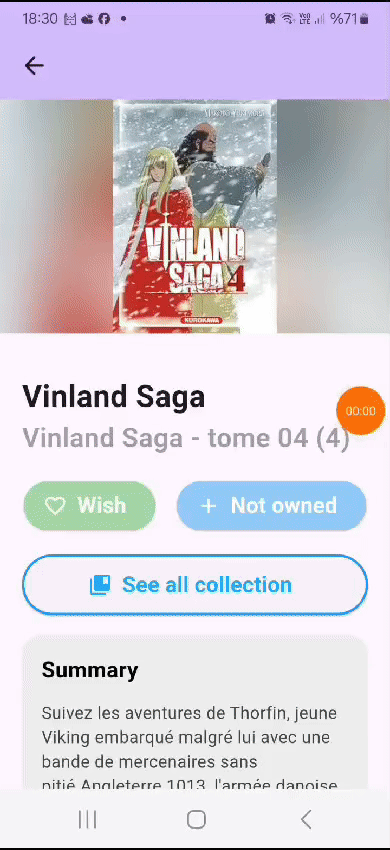 18:30 %71
Vinland Saga
4
KUROKAWA
Vinland Saga
Vinland Saga - tome 04 (4)
00:00
Wish
Not owned
See all collection
Summary
Suivez les aventures de Thorfin, jeune
Viking embarqué malgré lui avec une
bande de mercenaires sans
pitié.Angleterre 1013, l'armée danoise